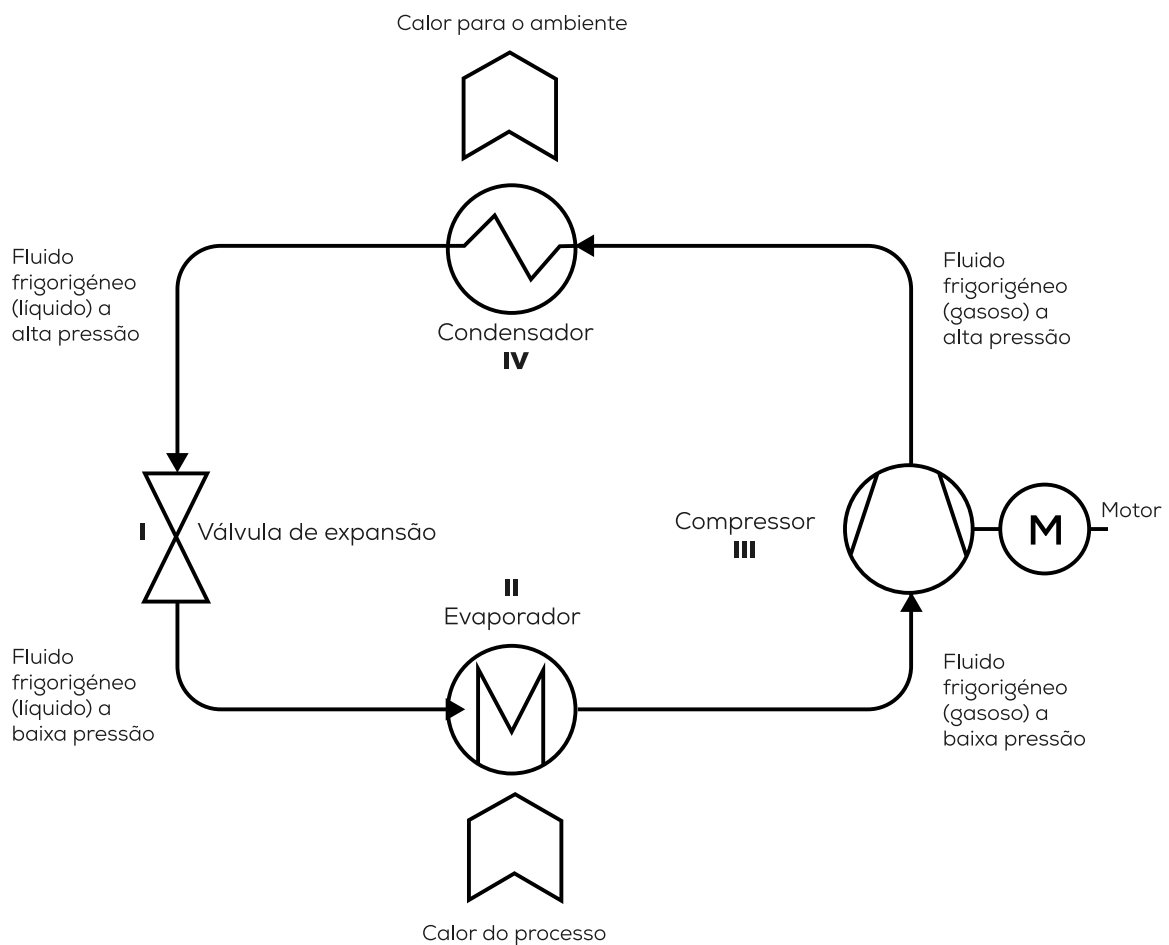 Calor para o ambiente
Fluido
frigorigéneo
(líquido) a
alta pressão
Fluido
frigorigéneo
(gasoso) a
alta pressão
Condensador
IV
I
Válvula de expansão
Compressor
III
M
Motor
II
Evaporador
Fluido
frigorigéneo
(líquido) a
baixa pressão
Fluido
frigorigéneo
(gasoso) a
baixa pressão
Calor do processo